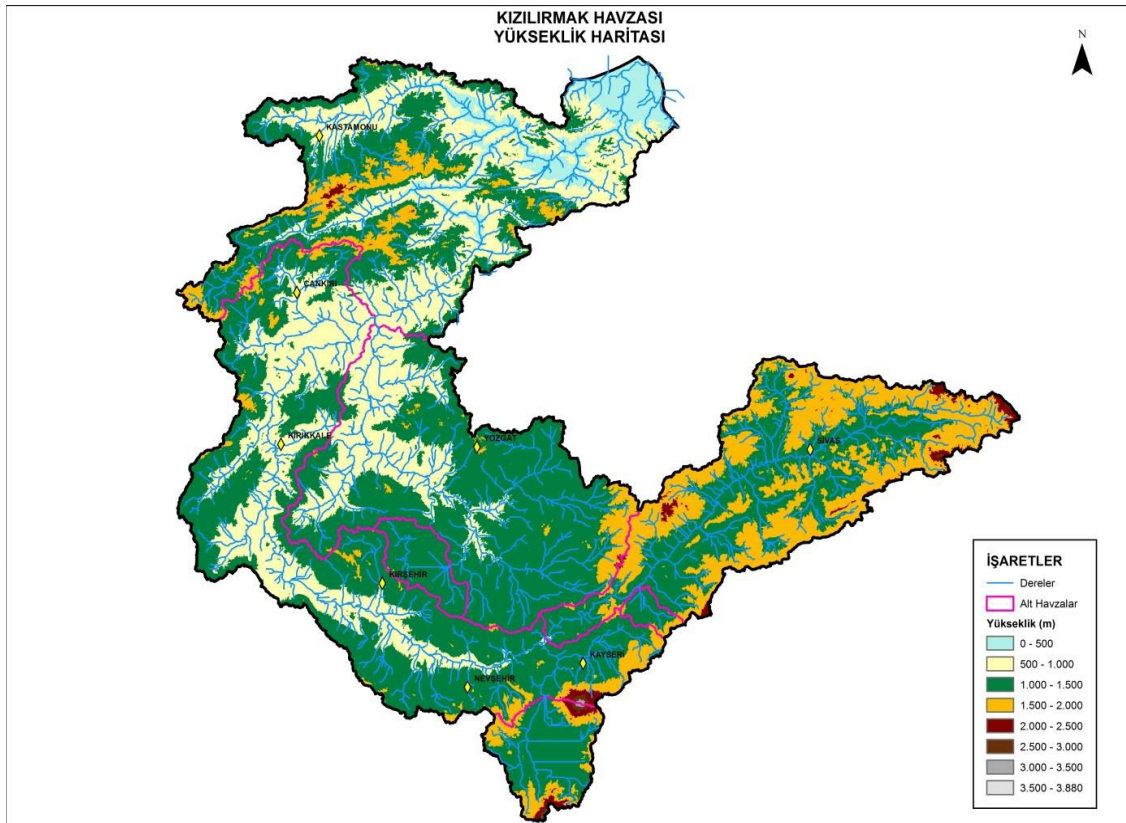 KIZILIRMAK HAVZASI
YÜKSEKLİK HARİTASI
N
KASTAMONU
ÇANKIRI
KIRIKKALE
YOZGAT
SİVAS
KIRŞEHİR
KAYSERİ
NEVŞEHİR
İŞARETLER
Dereler
Alt Havzalar
Yükseklik (m)
0 - 500
500 - 1.000
1.000 - 1.500
1.500 - 2.000
2.000 - 2.500
2.500 - 3.000
3.000 - 3.500
3.500 - 3.880